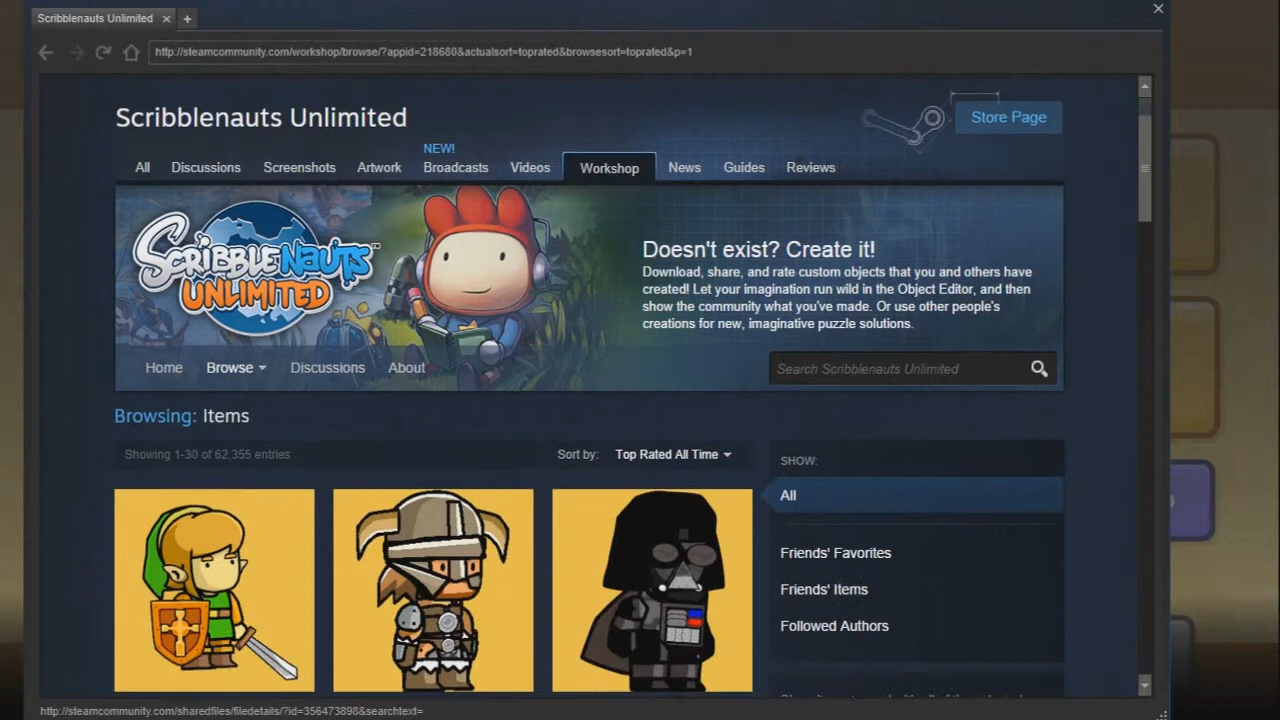 Scribblenauts Unlimited
http://steamcommunity.com/workshop/browse/?appid=218680&actualsort=toprated&browsesort=toprated&p=1
Scribblenauts Unlimited
Store Page
NEW!
All Discussions Screenshots Artwork Broadcasts Videos Workshop News Guides Reviews
SCRIBBLENAUTS™
UNLIMITED
Doesn't exist? Create it!
Download, share, and rate custom objects that you and others have
created! Let your imagination run wild in the Object Editor, and then
show the community what you've made. Or use other people's
creations for new, imaginative puzzle solutions.
Home Browse Discussions About
Search Scribblenauts Unlimited
Browsing: Items
Showing 1-30 of 62,355 entries
Sort by: Top Rated All Time
SHOW:
All
Friends' Favorites
Friends' Items
Followed Authors
http://steamcommunity.com/sharedfiles/filedetails/?id=356473898&searchtext=